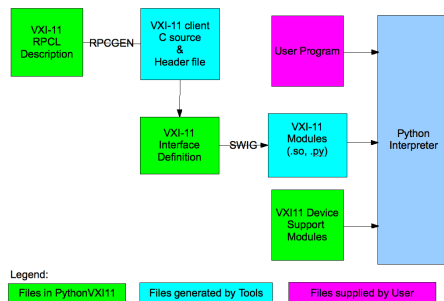 VXI-11
RPCL
Description
RPCGEN
VXI-11 client
C source
&
Header file
User Program
VXI-11
Interface
Definition
SWIG
VXI-11
Modules
(.so, .py)
Python
Interpreter
VXI11 Device
Support
Modules
Legend:
Files in PythonVXI11
Files generated by Tools
Files supplied by User